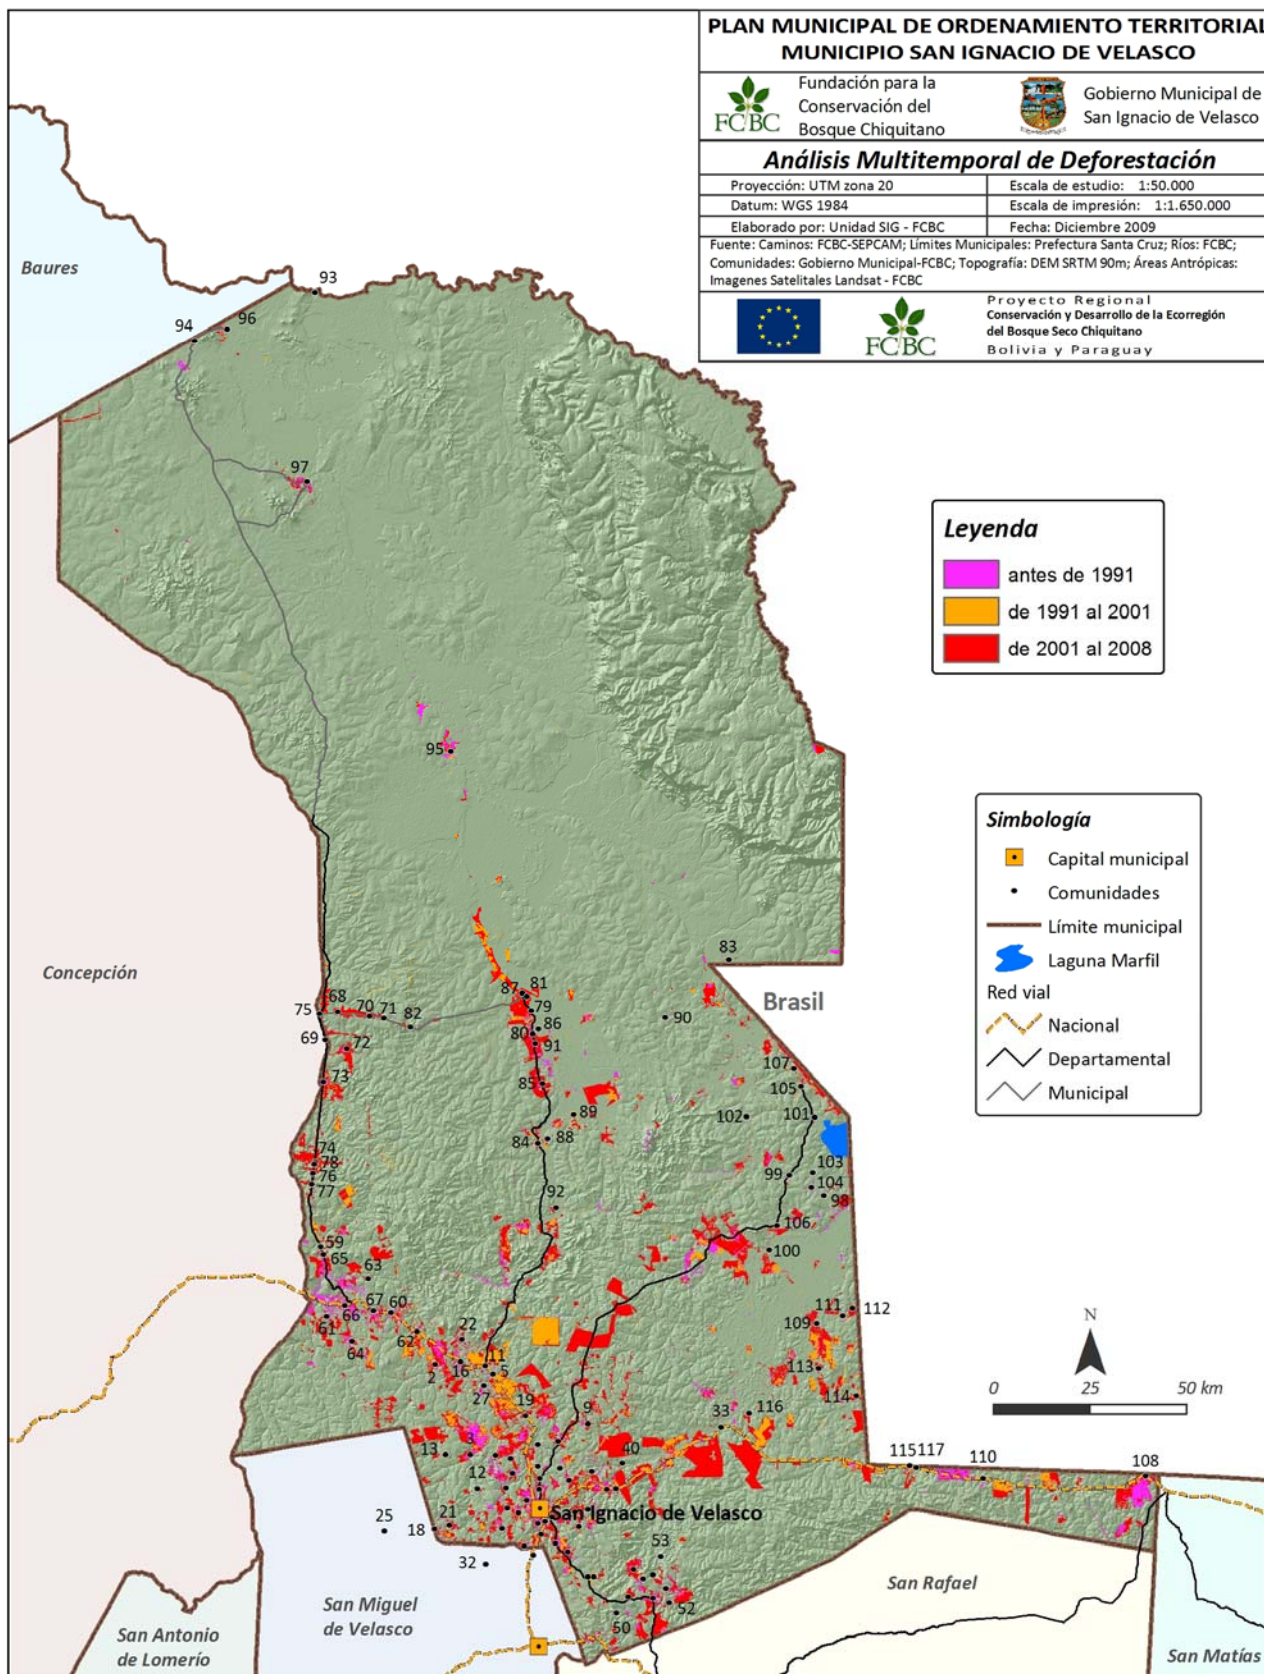 PLAN MUNICIPAL DE ORDENAMIENTO TERRITORIAL
MUNICIPIO SAN IGNACIO DE VELASCO
FCBC
Fundación para la
Conservación del
Bosque Chiquitano
Gobierno Municipal de
San Ignacio de Velasco
Análisis Multitemporal de Deforestación
Proyección: UTM zona 20
Escala de estudio: 1:50.000
Datum: WGS 1984
Escala de impresión: 1:1.650.000
Elaborado por: Unidad SIG - FCBC
Fecha: Diciembre 2009
Fuente: Caminos: FCBC-SEPCAM; Límites Municipales: Prefectura Santa Cruz; Ríos: FCBC;
Comunidades: Gobierno Municipal-FCBC; Topografía: DEM SRTM 90m; Áreas Antrópicas:
Imagenes Satelitales Landsat - FCBC
FCBC
Proyecto Regional
Conservación y Desarrollo de la Ecorregión
del Bosque Seco Chiquitano
Bolivia y Paraguay
Baures
93
94
96
97
Leyenda
antes de 1991
de 1991 al 2001
de 2001 al 2008
95
Simbología
Capital municipal
Comunidades
Límite municipal
Laguna Marfil
Red vial
Nacional
Departamental
Municipal
Concepción
83
Brasil
87
81
75
68
70
71
82
79
90
86
80
91
69
72
107
73
85
105
89
102
101
84
88
74
78
76
77
99
103
104
98
92
106
59
65
100
63
66
67
60
111
112
61
109
62
22
64
11
2
16
5
113
27
114
19
9
33
116
N
0
25
50 km
13
3
40
12
115
117
110
108
San Ignacio de Velasco
25
18
21
32
53
52
50
San Miguel
de Velasco
San Rafael
San Antonio
de Lomerío
San Matías